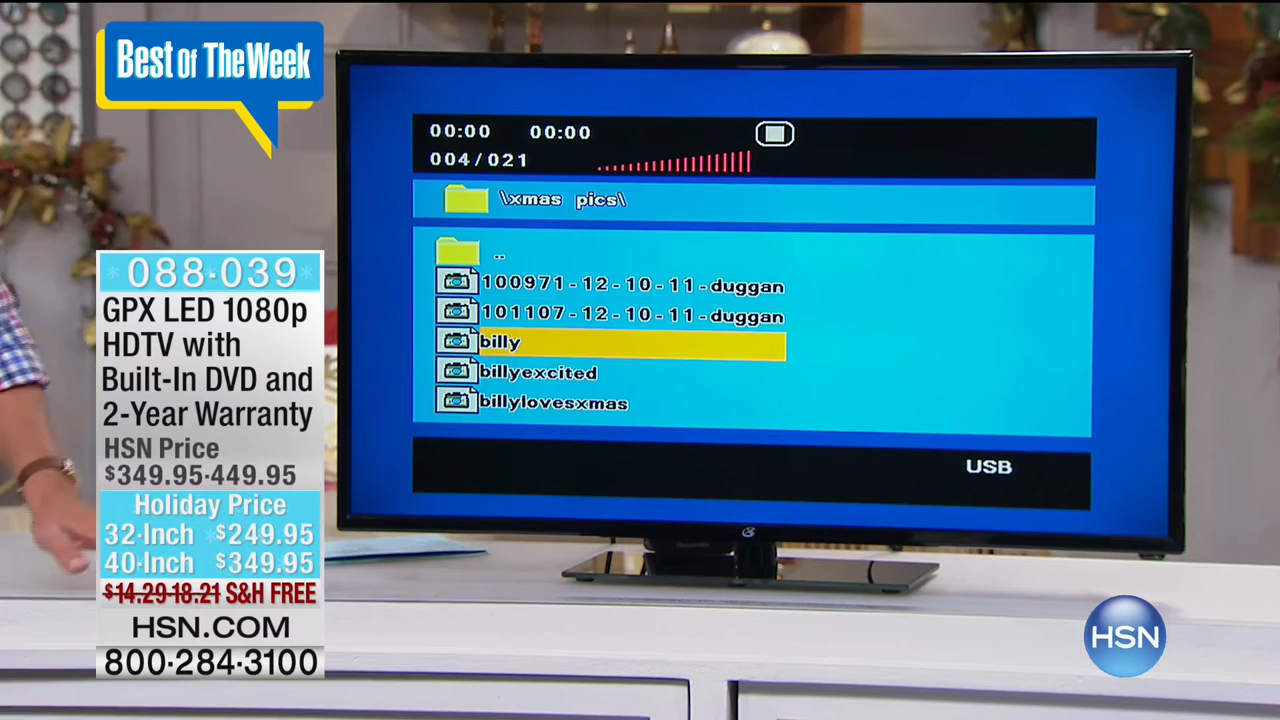 BEST OF THE WEEK
088-039
GPX LED 1080p
HDTV with
Built-In DVD and
2-Year Warranty
HSN Price
$349.95-449.95
Holiday Price
32-Inch *$249.95
40-Inch $349.95
$14.29-18.21 S&H FREE
HSN.COM
800-284-3100
00:00 00:00
004/021
\xmas pics\
..
100971-12-10-11-duggan
101107-12-10-11-duggan
billy
billyexcited
billylovesxmas
USB
HSN